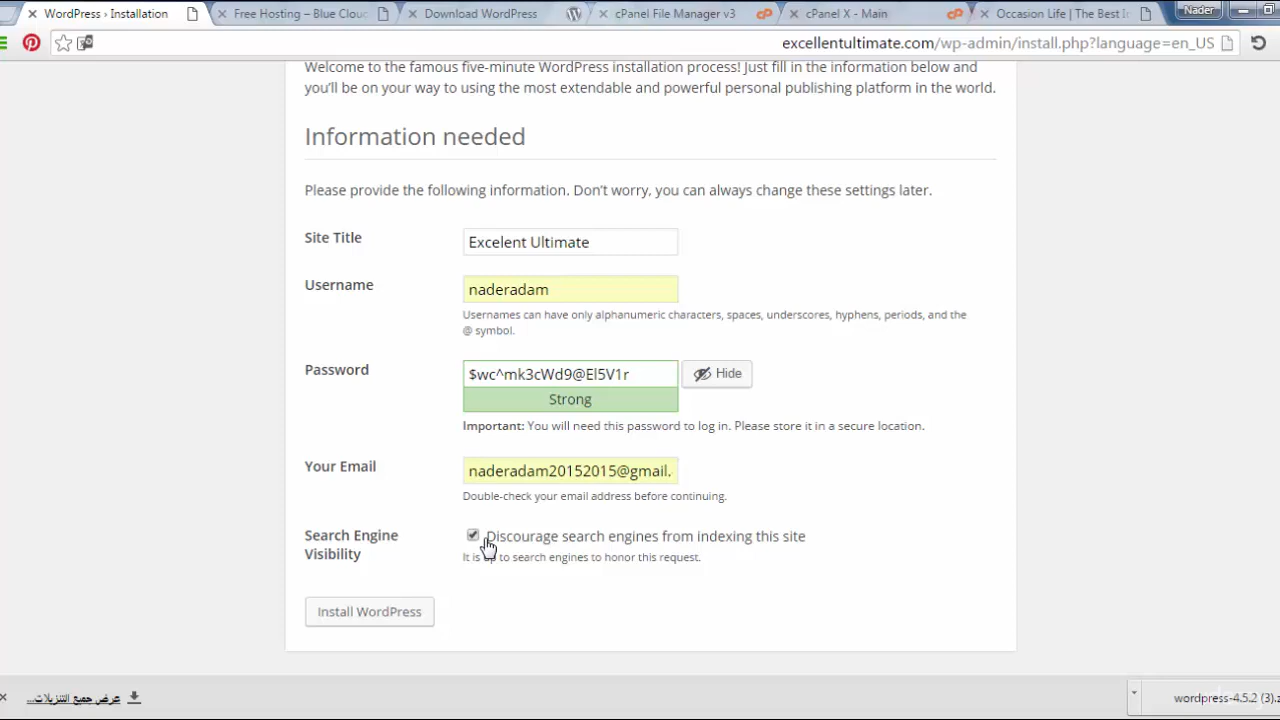 WordPress › Installation
Free Hosting – Blue Cloud
Download WordPress
cPanel File Manager v3
cPanel X - Main
Occasion Life | The Best
Nader
excellentultimate.com/wp-admin/install.php?language=en_US
Welcome to the famous five-minute WordPress installation process! Just fill in the information below and
you'll be on your way to using the most extendable and powerful personal publishing platform in the world.
Information needed
Please provide the following information. Don't worry, you can always change these settings later.
Site Title
Excelent Ultimate
Username
naderadam
Usernames can have only alphanumeric characters, spaces, underscores, hyphens, periods, and the
@ symbol.
Password
$wc^mk3cWd9@El5V1r
Hide
Strong
Important: You will need this password to log in. Please store it in a secure location.
Your Email
naderadam20152015@gmail.
Double-check your email address before continuing.
Search Engine
Visibility
Discourage search engines from indexing this site
It is up to search engines to honor this request.
Install WordPress
عرض جميع التنزيلات...
wordpress-4.5.2 (3).z